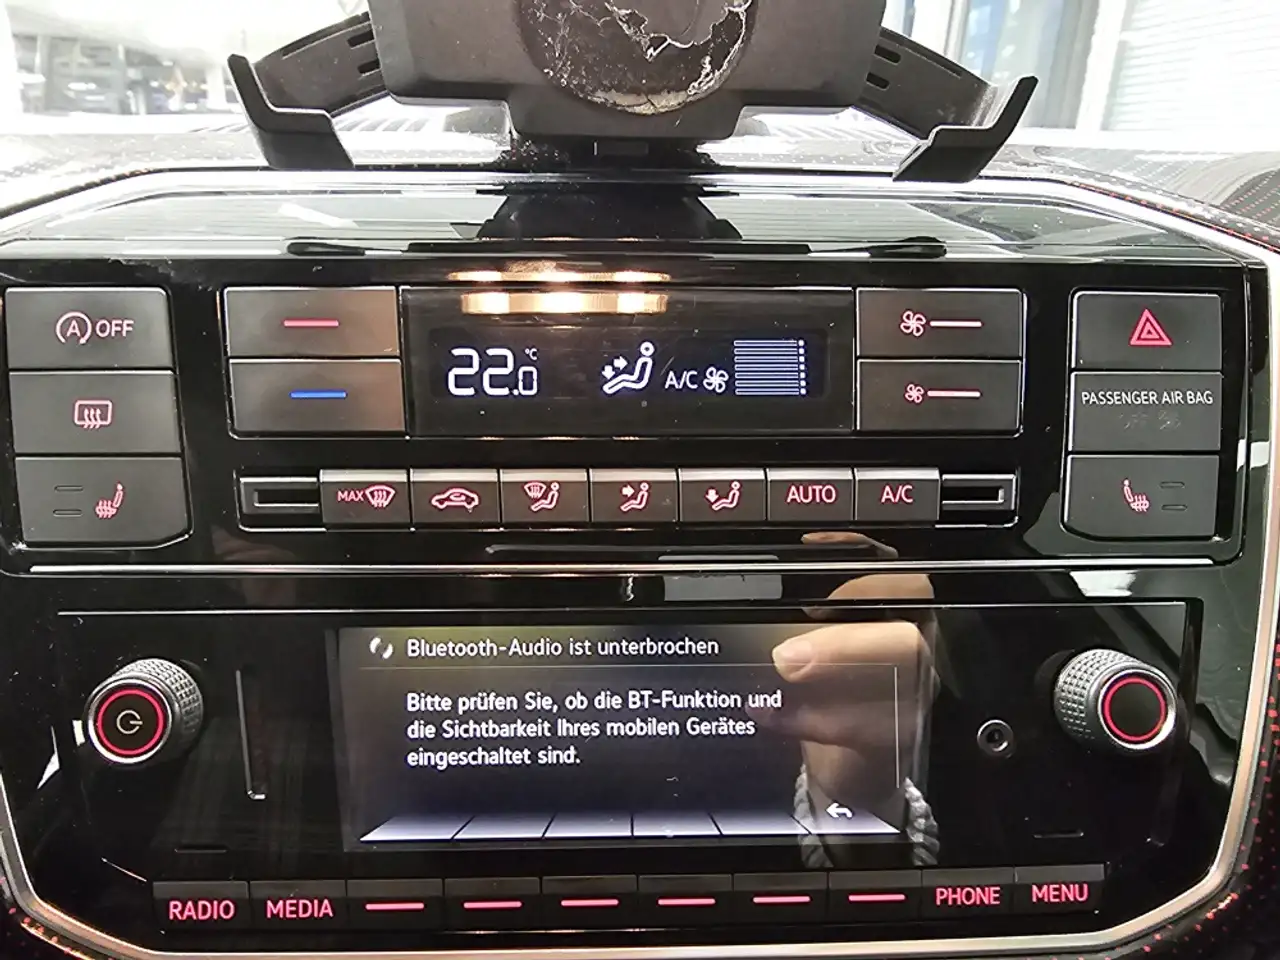 A OFF
22.0 °C
A/C
PASSENGER AIR BAG
MAX
AUTO
A/C
Bluetooth-Audio ist unterbrochen
Bitte prüfen Sie, ob die BT-Funktion und
die Sichtbarkeit Ihres mobilen Gerätes
eingeschaltet sind.
RADIO
MEDIA
PHONE
MENU